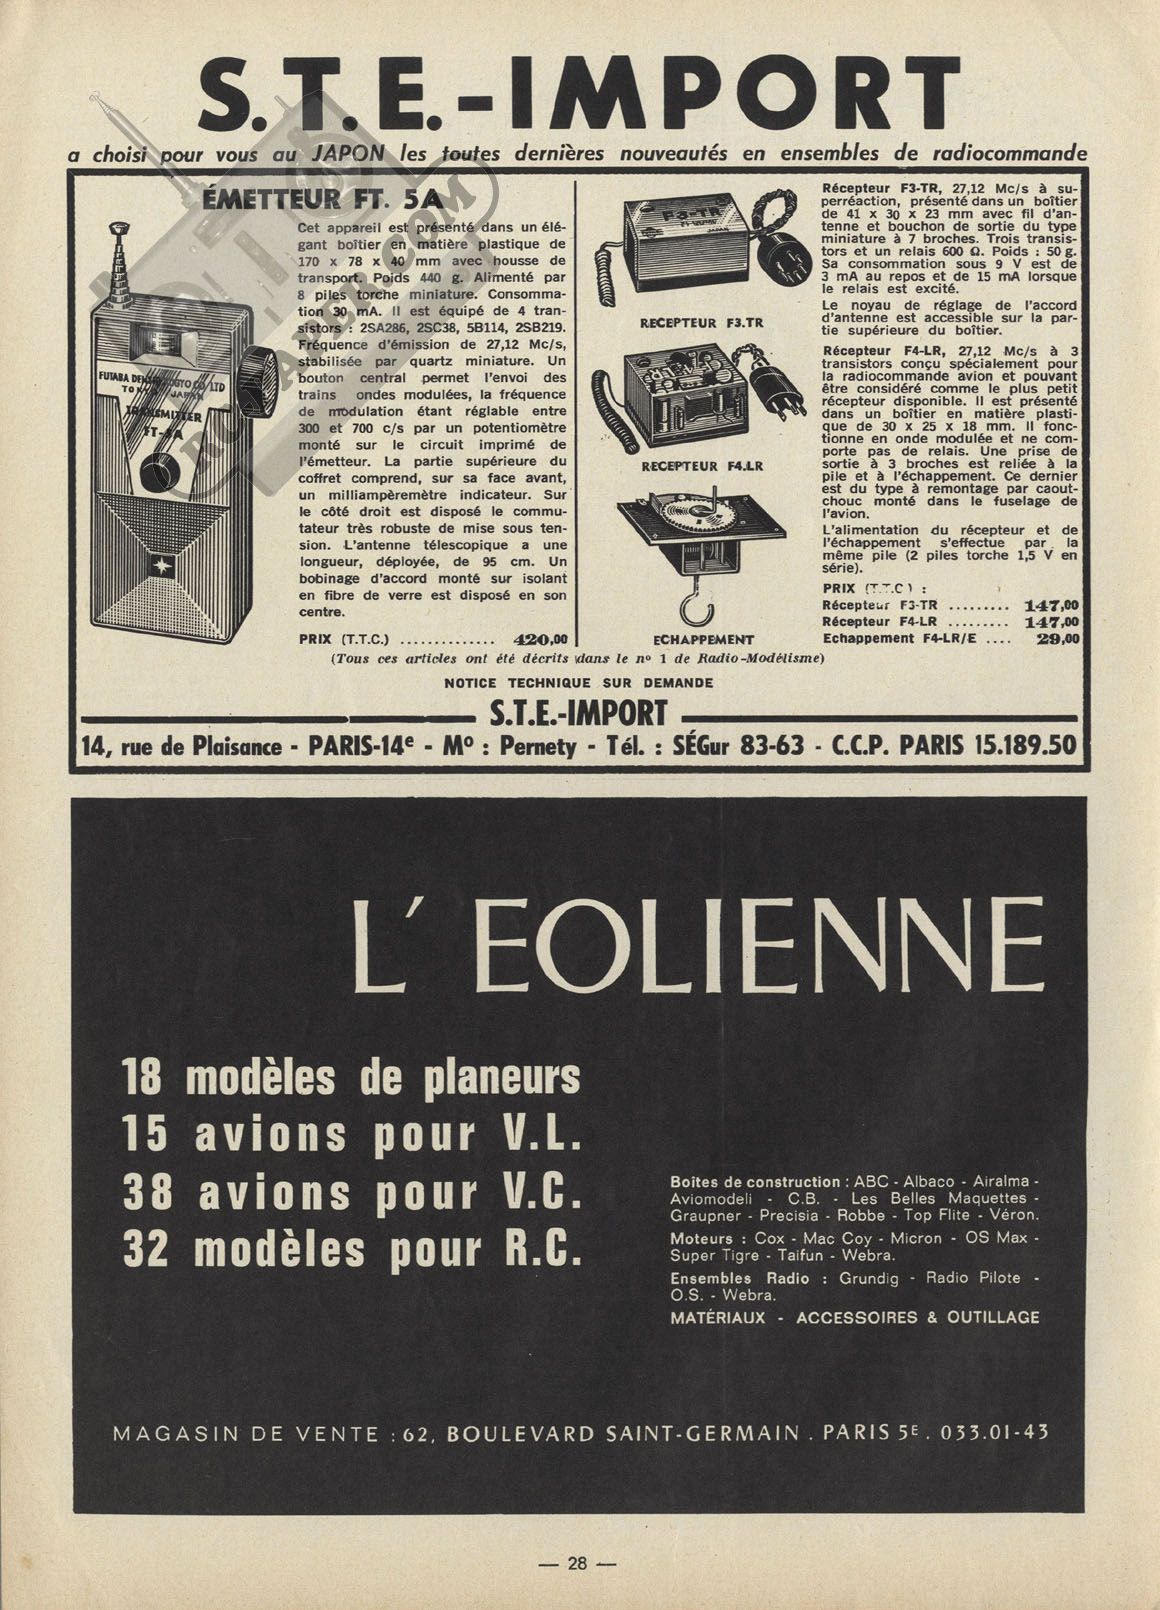 S.T.E.-IMPORT
a choisi pour vous au JAPON les toutes dernières nouveautés en ensembles de radiocommande
ÉMETTEUR FT. 5A
Cet appareil est présenté dans un élé-
gant boîtier en matière plastique de
170 x 78 x 40 mm avec housse de
transport. Poids 440 g. Alimenté par
8 piles torche miniature. Consomma-
tion 30 mA. Il est équipé de 4 tran-
sistors : 2SA286, 2SC38, 5B114, 2SB219.
Fréquence d'émission de 27,12 Mc/s,
stabilisée par quartz miniature. Un
bouton central permet l'envoi des
trains ondes modulées, la fréquence
de modulation étant réglable entre
300 et 700 c/s par un potentiomètre
monté sur le circuit imprimé de
l'émetteur. La partie supérieure du
coffret comprend, sur sa face avant,
un milliampèremètre indicateur. Sur
le côté droit est disposé le commu-
tateur très robuste de mise sous ten-
sion. L'antenne télescopique a une
longueur, déployée, de 95 cm. Un
bobinage d'accord monté sur isolant
en fibre de verre est disposé en son
centre.
PRIX (T.T.C.) .............. 420,00
FUTABA DENSHI KOGYO CO LTD
TOKYO JAPAN
TRANSMITTER
FT-5A
F3-TR
JAPAN
RECEPTEUR F3.TR
RECEPTEUR F4.LR
ECHAPPEMENT
Récepteur F3-TR, 27,12 Mc/s à su-
perréaction, présenté dans un boîtier
de 41 x 30 x 23 mm avec fil d'an-
tenne et bouchon de sortie du type
miniature à 7 broches. Trois transis-
tors et un relais 600 Ω. Poids : 50 g.
Sa consommation sous 9 V est de
3 mA au repos et de 15 mA lorsque
le relais est excité.
Le noyau de réglage de l'accord
d'antenne est accessible sur la par-
tie supérieure du boîtier.
Récepteur F4-LR, 27,12 Mc/s à 3
transistors conçu spécialement pour
la radiocommande avion et pouvant
être considéré comme le plus petit
récepteur disponible. Il est présenté
dans un boîtier en matière plasti-
que de 30 x 25 x 18 mm. Il fonc-
tionne en onde modulée et ne com-
porte pas de relais. Une prise de
sortie à 3 broches est reliée à la
pile et à l'échappement. Ce dernier
est du type à remontage par caout-
chouc monté dans le fuselage de
l'avion.
L'alimentation du récepteur et de
l'échappement s'effectue par la
même pile (2 piles torche 1,5 V en
série).
PRIX (T.T.C) :
Récepteur F3-TR ......... 147,00
Récepteur F4-LR ......... 147,00
Echappement F4-LR/E .... 29,00
(Tous ces articles ont été décrits dans le nº 1 de Radio-Modélisme)
NOTICE TECHNIQUE SUR DEMANDE
S.T.E.-IMPORT
14, rue de Plaisance - PARIS-14e - Mo : Pernety - Tél. : SÉGur 83-63 - C.C.P. PARIS 15.189.50
RCPAPER.COM
L' EOLIENNE
18 modèles de planeurs
15 avions pour V.L.
38 avions pour V.C.
32 modèles pour R.C.
Boîtes de construction : ABC - Albaco - Airalma -
Aviomodeli - C.B. - Les Belles Maquettes -
Graupner - Precisia - Robbe - Top Flite - Véron.
Moteurs : Cox - Mac Coy - Micron - OS Max -
Super Tigre - Taifun - Webra.
Ensembles Radio : Grundig - Radio Pilote -
O.S. - Webra.
MATÉRIAUX - ACCESSOIRES & OUTILLAGE
MAGASIN DE VENTE : 62, BOULEVARD SAINT-GERMAIN . PARIS 5E . 033.01-43
— 28 —